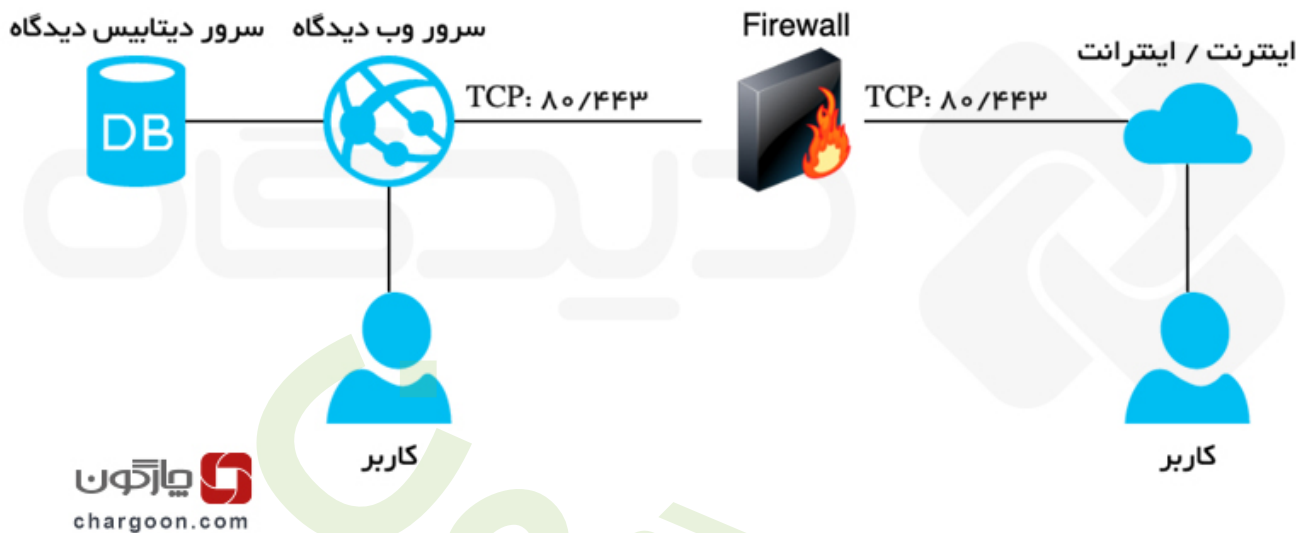 سرور دیتابیس دیدگاه
سرور وب دیدگاه
Firewall
اینترنت / اینترانت
DB
TCP: ۸۰/۴۴۳
TCP: ۸۰/۴۴۳
دیدگاه
کاربر
کاربر
چارگون
chargoon.com